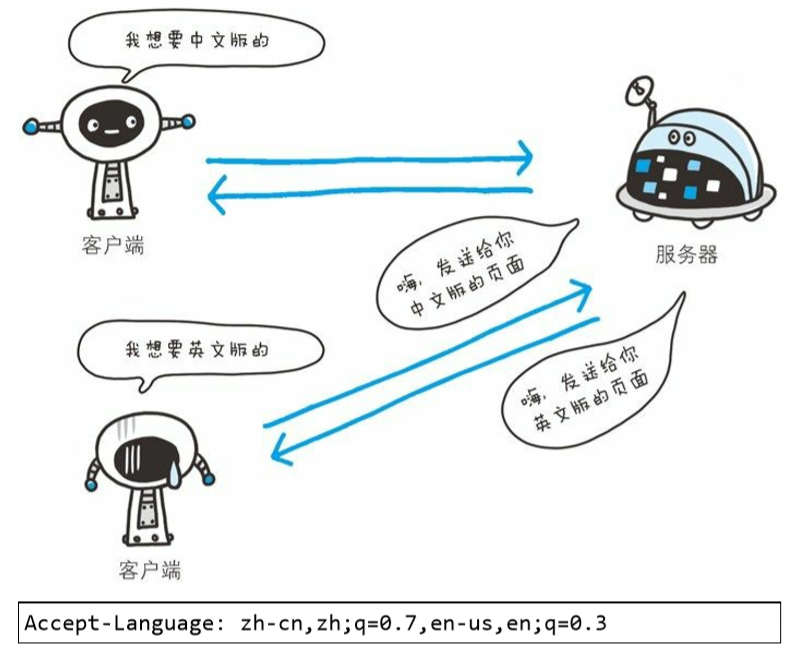 我想要中文版的
客户端
服务器
嗨，发送给你
中文版的页面
我想要英文版的
嗨，发送给你
英文版的页面
客户端
Accept-Language: zh-cn,zh;q=0.7,en-us,en;q=0.3